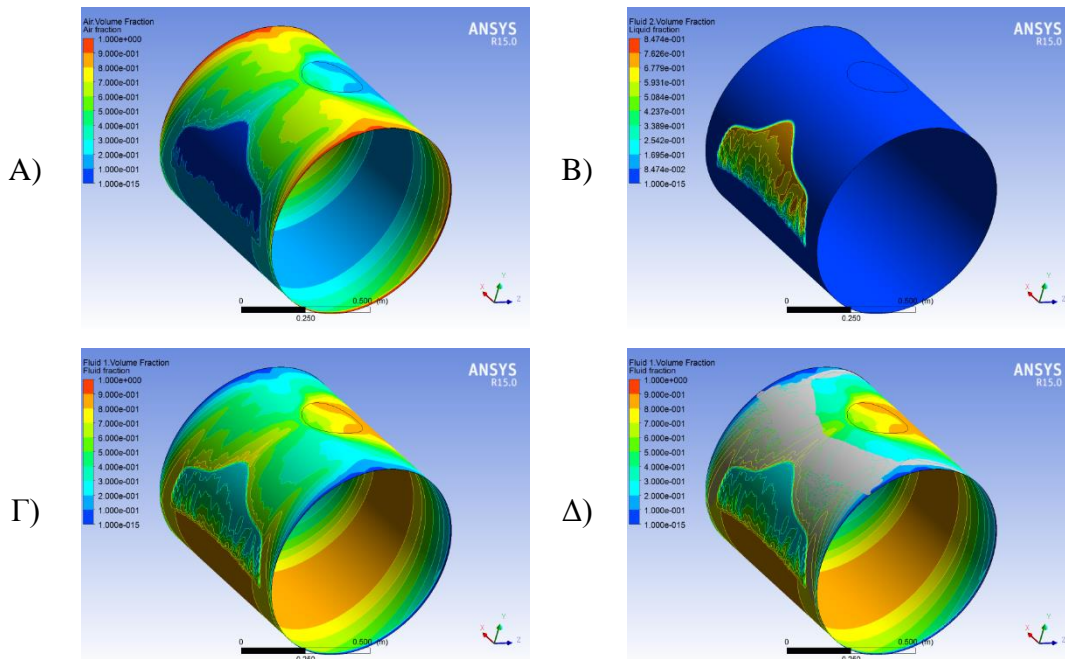 Α)
Air.Volume Fraction
Air fraction
1.000e+000
9.000e-001
8.000e-001
7.000e-001
6.000e-001
5.000e-001
4.000e-001
3.000e-001
2.000e-001
1.000e-001
1.000e-015
ANSYS
R15.0
0
0.500 (m)
0.250
X
Y
Z
Β)
Fluid 2.Volume Fraction
Liquid fraction
8.474e-001
7.626e-001
6.779e-001
5.931e-001
5.084e-001
4.237e-001
3.389e-001
2.542e-001
1.695e-001
8.474e-002
1.000e-015
ANSYS
R15.0
0
0.500 (m)
0.250
X
Y
Z
Γ)
Fluid 1.Volume Fraction
Fluid fraction
1.000e+000
9.000e-001
8.000e-001
7.000e-001
6.000e-001
5.000e-001
4.000e-001
3.000e-001
2.000e-001
1.000e-001
1.000e-015
ANSYS
R15.0
0
0.500 (m)
0.250
X
Y
Z
Δ)
Fluid 1.Volume Fraction
Fluid fraction
1.000e+000
9.000e-001
8.000e-001
7.000e-001
6.000e-001
5.000e-001
4.000e-001
3.000e-001
2.000e-001
1.000e-001
1.000e-015
ANSYS
R15.0
0
0.500 (m)
0.250
X
Y
Z